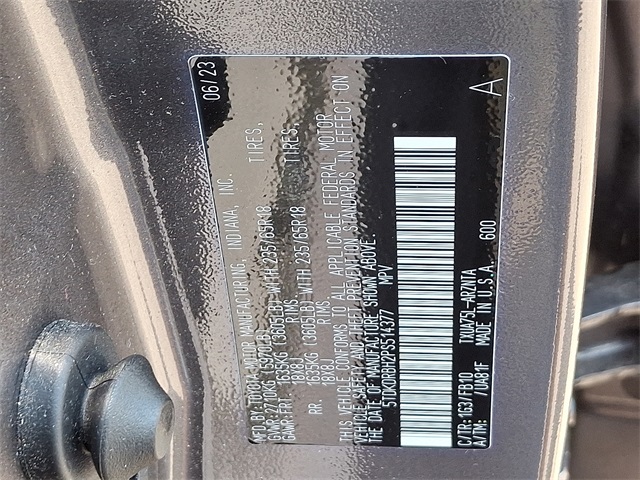 MFD.BY: TOYOTA MOTOR MANUFACTURING, INDIANA, INC. 06/23
GVWR 2710KG (5970LB)
GAWR FRT 1635KG (3605LB) WITH 235/65R18 TIRES,
18X8J RIMS,
RR. 1635KG (3605LB) WITH 235/65R18 TIRES,
18X8J RIMS
THIS VEHICLE CONFORMS TO ALL APPLICABLE FEDERAL MOTOR
VEHICLE SAFETY AND THEFT PREVENTION STANDARDS IN EFFECT ON
THE DATE OF MANUFACTURE SHOWN ABOVE.
5TDKDRBH2PS514377 MPV
A
C/TR: 1G3/FB10 TXUA75L-ARZNTA
A/TM: /UA81F MADE IN U.S.A. 600